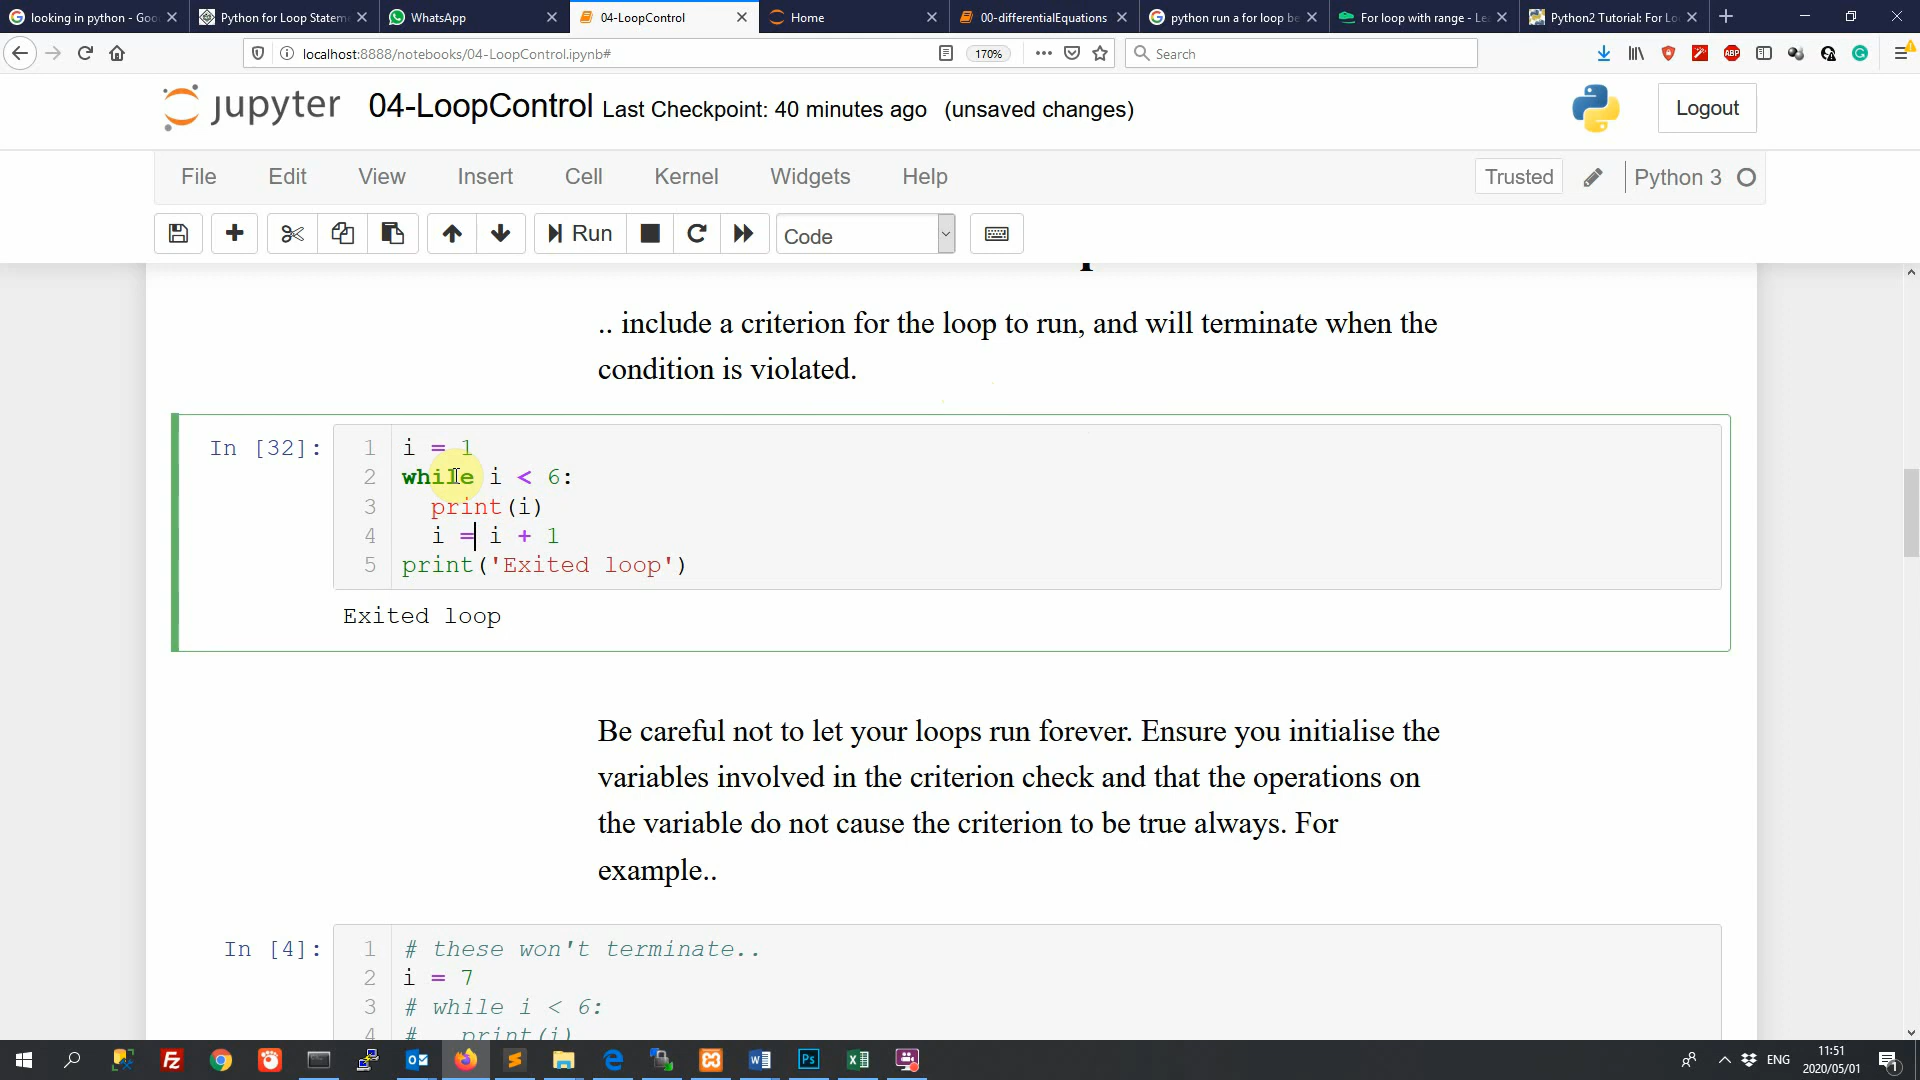 looking in python - Goo
Python for Loop Stateme
WhatsApp
04-LoopControl
Home
00-differentialEquations
python run a for loop be
For loop with range - Le
Python2 Tutorial: For Lo
localhost:8888/notebooks/04-LoopControl.ipynb#
170%
Search
ABP
jupyter 04-LoopControl Last Checkpoint: 40 minutes ago (unsaved changes)
Logout
File Edit View Insert Cell Kernel Widgets Help
Trusted
Python 3
Run
Code
.. include a criterion for the loop to run, and will terminate when the
condition is violated.
In [32]:
1 i = 1
2 while i < 6:
3 print(i)
4 i = i + 1
5 print('Exited loop')
Exited loop
Be careful not to let your loops run forever. Ensure you initialise the
variables involved in the criterion check and that the operations on
the variable do not cause the criterion to be true always. For
example..
In [4]:
1 # these won't terminate..
2 i = 7
3 # while i < 6:
4 # print(i)
ENG
11:51
2020/05/01
1